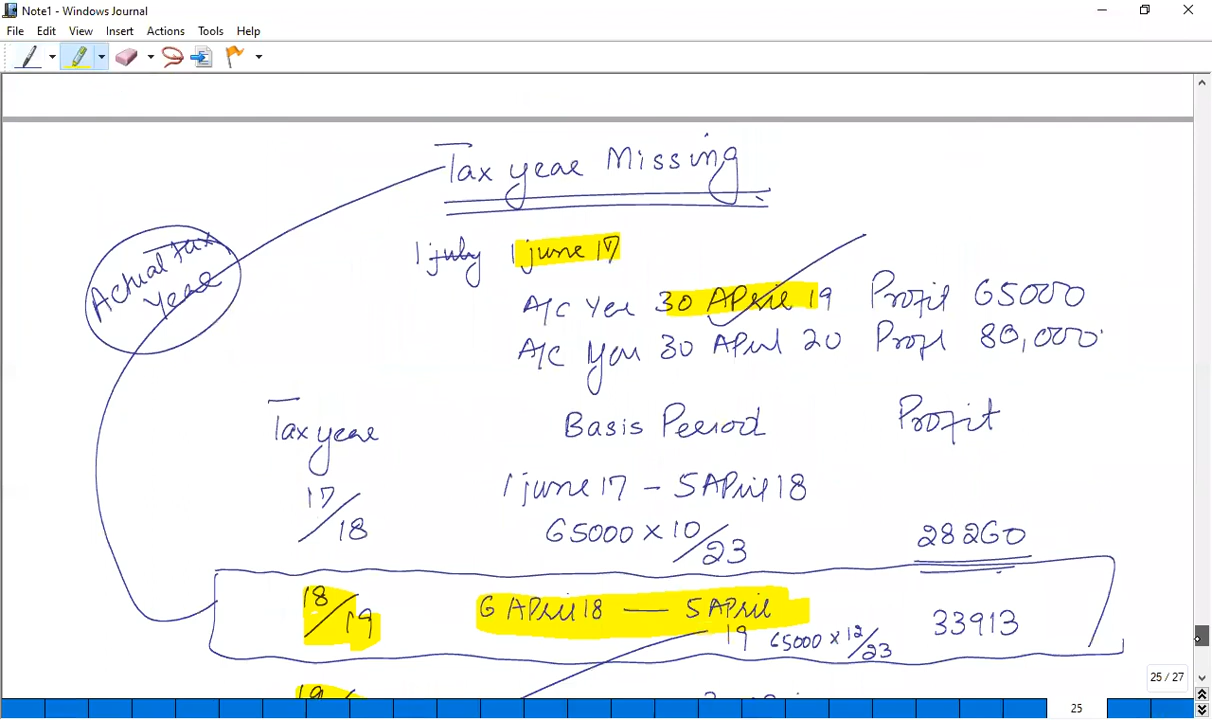 Note1 - Windows Journal
File Edit View Insert Actions Tools Help
Tax year Missing
Actual Tax
Year
1 july 1 june 17
A/C Year 30 April 19 Profit 65000
A/C Year 30 April 20 Profit 80,000
Tax year Basis Period Profit
17/18 1 june 17 - 5 April 18
65000 × 10/23 28260
18/19 6 April 18 — 5 April 19 65000 × 12/23 33913
19/
25 / 27
25